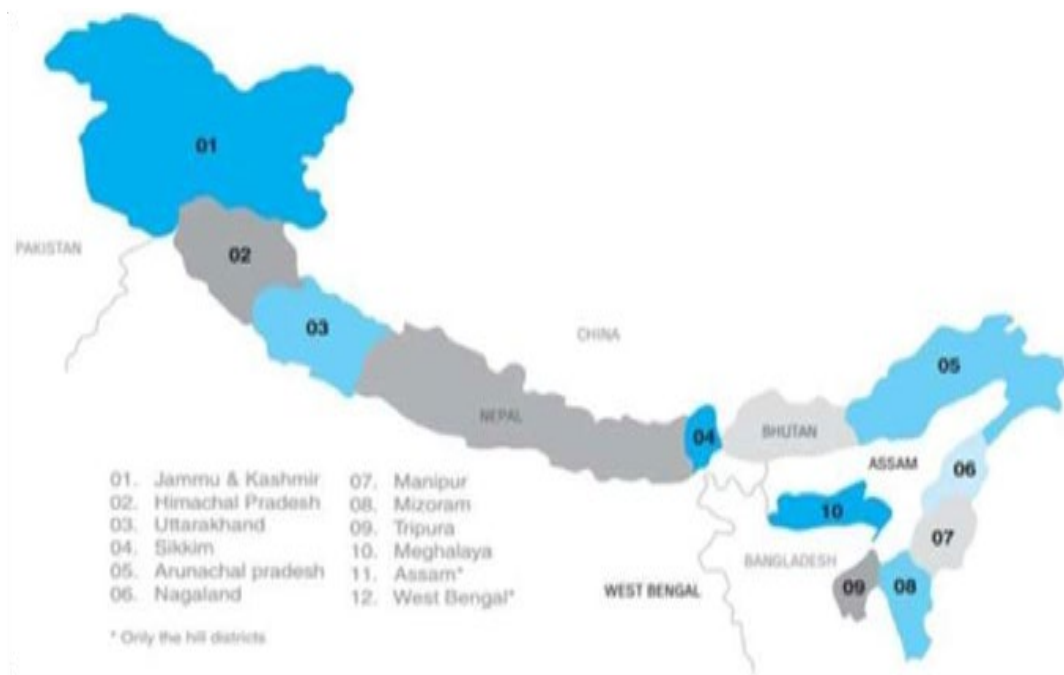 01
PAKISTAN
02
03
CHINA
05
NEPAL
04
BHUTAN
ASSAM
06
10
07
BANGLADESH
WEST BENGAL
09
08
01. Jammu & Kashmir
02. Himachal Pradesh
03. Uttarakhand
04. Sikkim
05. Arunachal pradesh
06. Nagaland
07. Manipur
08. Mizoram
09. Tripura
10. Meghalaya
11. Assam*
12. West Bengal*
* Only the hill districts